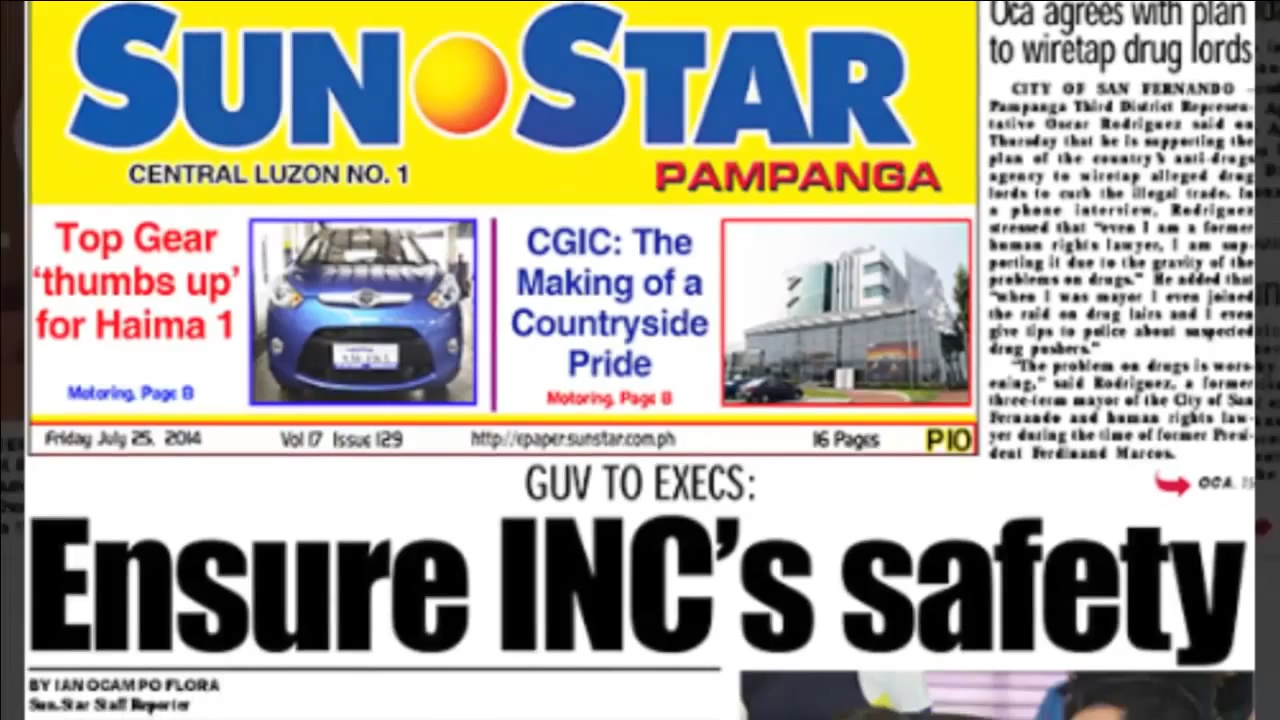 SUN STAR
CENTRAL LUZON NO. 1
PAMPANGA
Top Gear
‘thumbs up’
for Haima 1
Motoring, Page 8
CGIC: The
Making of a
Countryside
Pride
Motoring, Page 8
Friday July 25, 2014
Vol 17 Issue 129
http://epaper.sunstar.com.ph
16 Pages
P10
Oca agrees with plan
to wiretap drug lords
CITY OF SAN FERNANDO –
Pampanga Third District Represen-
tative Oscar Rodriguez said on
Thursday that he is supporting the
plan of the country's anti-drugs
agency to wiretap alleged drug
lords to curb the illegal trade. In
a phone interview, Rodriguez
stressed that "even I am a former
human rights lawyer, I am sup-
porting it due to the gravity of the
problems on drugs." He added that
"when I was mayor I even joined
the raid on drug lairs and I even
give tips to police about suspected
drug pushers."
"The problem on drugs is wors-
ening," said Rodriguez, a former
three-term mayor of the City of San
Fernando and human rights law-
yer during the time of former Presi-
dent Ferdinand Marcos.
OCA, 15
GUV TO EXECS:
Ensure INC’s safety
BY IAN OCAMPO FLORA
Sun.Star Staff Reporter